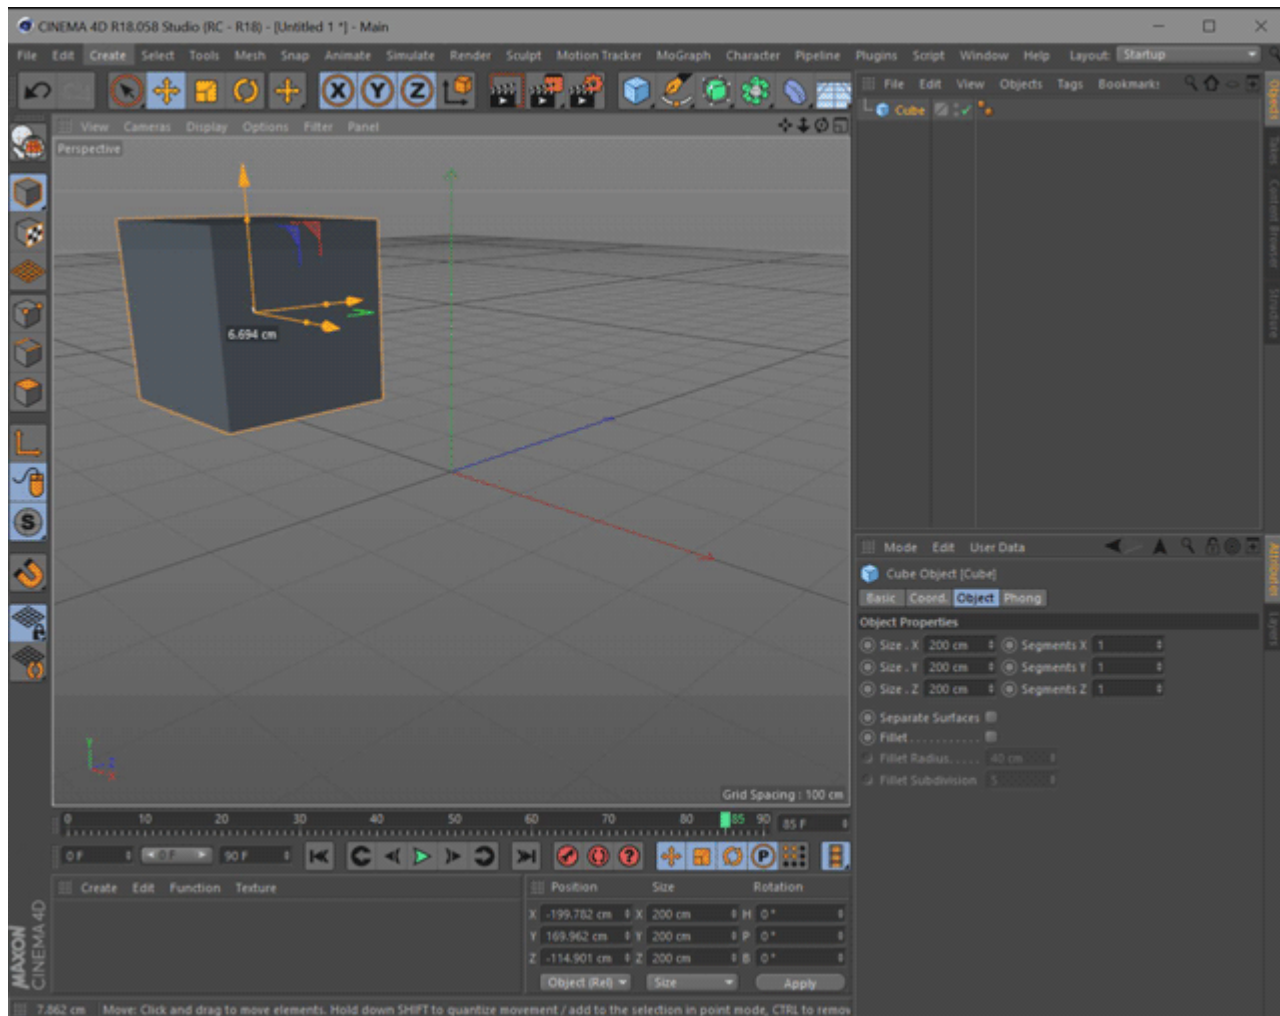 CINEMA 4D R18.058 Studio (RC - R18) - [Untitled 1 *] - Main
File Edit Create Select Tools Mesh Snap Animate Simulate Render Sculpt Motion Tracker MoGraph Character Pipeline Plugins Script Window Help Layout: Startup
X Y Z
File Edit View Objects Tags Bookmarks
Cube
Objects
Takes
Content Browser
Structure
View Cameras Display Options Filter Panel
Perspective
6.694 cm
S
Y
Z
X
Grid Spacing : 100 cm
Mode Edit User Data
Attributes
Layers
Cube Object [Cube]
Basic Coord. Object Phong
Object Properties
Size . X 200 cm Segments X 1
Size . Y 200 cm Segments Y 1
Size . Z 200 cm Segments Z 1
Separate Surfaces
Fillet . . . . . . . . . . .
Fillet Radius. . . . . 40 cm
Fillet Subdivision 5
0 10 20 30 40 50 60 70 80 85 90 85 F
0 F 0 F 90 F
? P
Create Edit Function Texture
Position Size Rotation
X -199.782 cm X 200 cm H 0 °
Y 169.962 cm Y 200 cm P 0 °
Z -114.901 cm Z 200 cm B 0 °
Object (Rel) Size Apply
MAXON
CINEMA 4D
7.862 cm Move: Click and drag to move elements. Hold down SHIFT to quantize movement / add to the selection in point mode, CTRL to remov